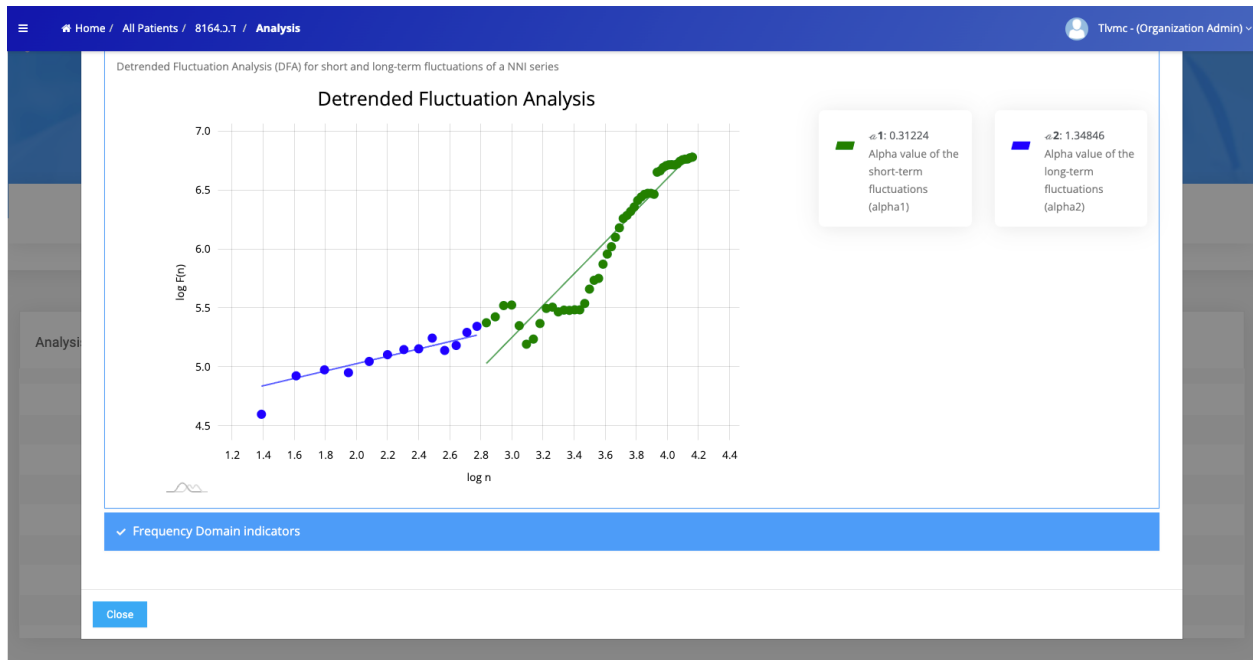 Home / All Patients / 8164.ד.כ / Analysis
Tlvmc - (Organization Admin)
Detrended Fluctuation Analysis (DFA) for short and long-term fluctuations of a NNI series
Detrended Fluctuation Analysis
7.0
6.5
6.0
5.5
5.0
4.5
log F(n)
1.2 1.4 1.6 1.8 2.0 2.2 2.4 2.6 2.8 3.0 3.2 3.4 3.6 3.8 4.0 4.2 4.4
log n
α1: 0.31224
Alpha value of the
short-term
fluctuations
(alpha1)
α2: 1.34846
Alpha value of the
long-term
fluctuations
(alpha2)
Analysi
Frequency Domain indicators
Close